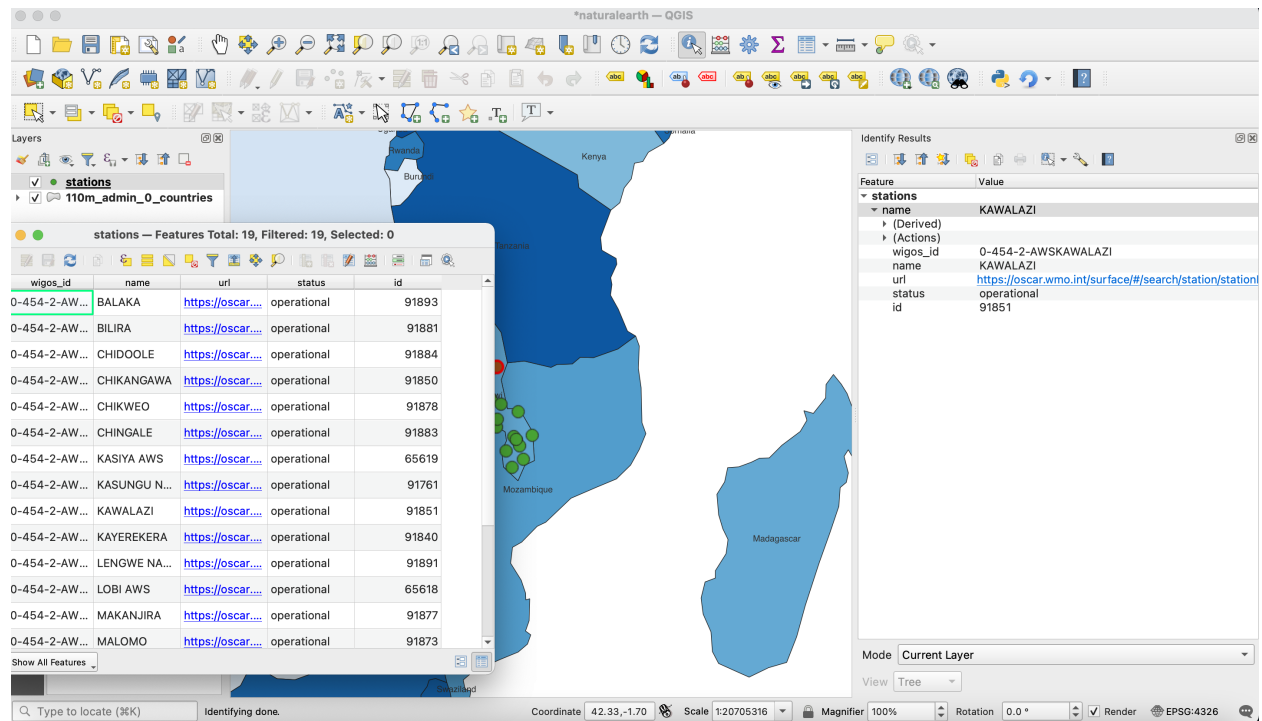 *naturalearth — QGIS
Layers
stations
110m_admin_0_countries
Rwanda
Burundi
Kenya
Tanzania
Mozambique
Madagascar
Swaziland
stations — Features Total: 19, Filtered: 19, Selected: 0
wigos_id name url status id
0-454-2-AW... BALAKA https://oscar.... operational 91893
0-454-2-AW... BILIRA https://oscar.... operational 91881
0-454-2-AW... CHIDOOLE https://oscar.... operational 91884
0-454-2-AW... CHIKANGAWA https://oscar.... operational 91850
0-454-2-AW... CHIKWEO https://oscar.... operational 91878
0-454-2-AW... CHINGALE https://oscar.... operational 91883
0-454-2-AW... KASIYA AWS https://oscar.... operational 65619
0-454-2-AW... KASUNGU N... https://oscar.... operational 91761
0-454-2-AW... KAWALAZI https://oscar.... operational 91851
0-454-2-AW... KAYEREKERA https://oscar.... operational 91840
0-454-2-AW... LENGWE NA... https://oscar.... operational 91891
0-454-2-AW... LOBI AWS https://oscar.... operational 65618
0-454-2-AW... MAKANJIRA https://oscar.... operational 91877
0-454-2-AW... MALOMO https://oscar.... operational 91873
Show All Features
Identify Results
Feature Value
stations
name KAWALAZI
(Derived)
(Actions)
wigos_id 0-454-2-AWSKAWALAZI
name KAWALAZI
url https://oscar.wmo.int/surface/#/search/station/stationI
status operational
id 91851
Mode Current Layer
View Tree
Type to locate (⌘K) Identifying done. Coordinate 42.33,-1.70 Scale 1:20705316 Magnifier 100% Rotation 0.0 ° Render EPSG:4326